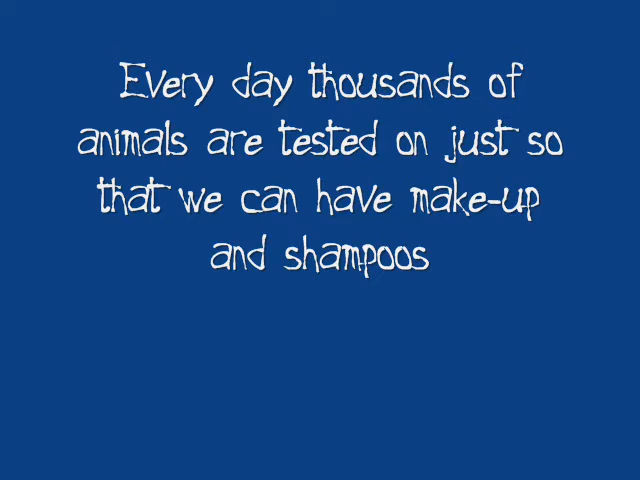 Every day thousands of
animals are tested on just so
that we can have make-up
and shampoos